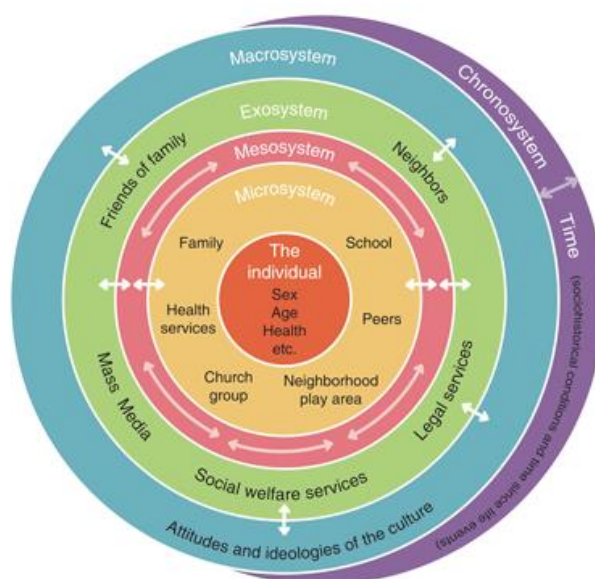 Macrosystem
Exosystem
Mesosystem
Microsystem
The
individual
Sex
Age
Health
etc.
Family
School
Health
services
Peers
Church
group
Neighborhood
play area
Friends of family
Neighbors
Mass Media
Legal services
Social welfare services
Attitudes and ideologies of the culture
Chronosystem
Time
(sociohistorical conditions and time since life events)